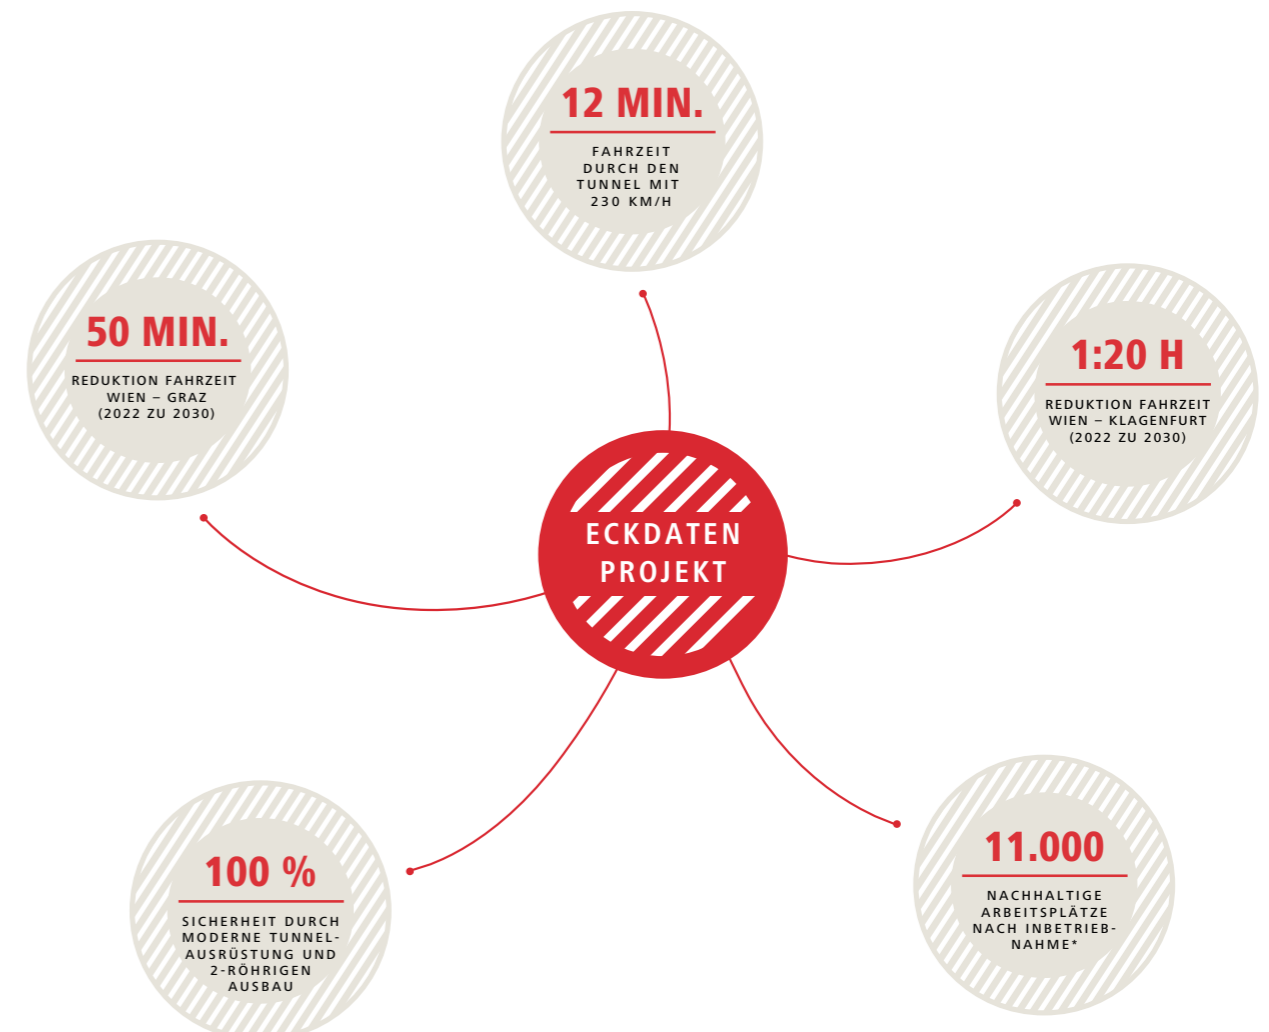 12 MIN.
FAHRZEIT
DURCH DEN
TUNNEL MIT
230 KM/H
50 MIN.
REDUKTION FAHRZEIT
WIEN – GRAZ
(2022 ZU 2030)
1:20 H
REDUKTION FAHRZEIT
WIEN – KLAGENFURT
(2022 ZU 2030)
ECKDATEN
PROJEKT
100 %
SICHERHEIT DURCH
MODERNE TUNNEL-
AUSRÜSTUNG UND
2-RÖHRIGEN
AUSBAU
11.000
NACHHALTIGE
ARBEITSPLÄTZE
NACH INBETRIEB-
NAHME*